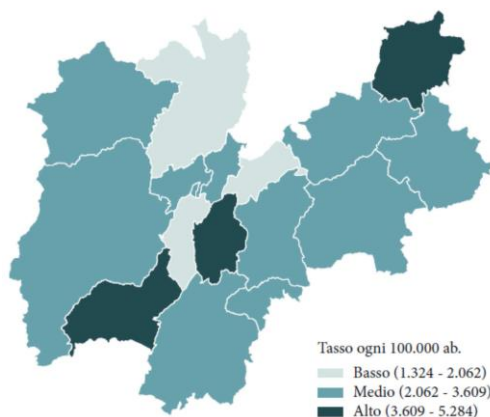 Tasso ogni 100.000 ab.
Basso (1.324 - 2.062)
Medio (2.062 - 3.609)
Alto (3.609 - 5.284)